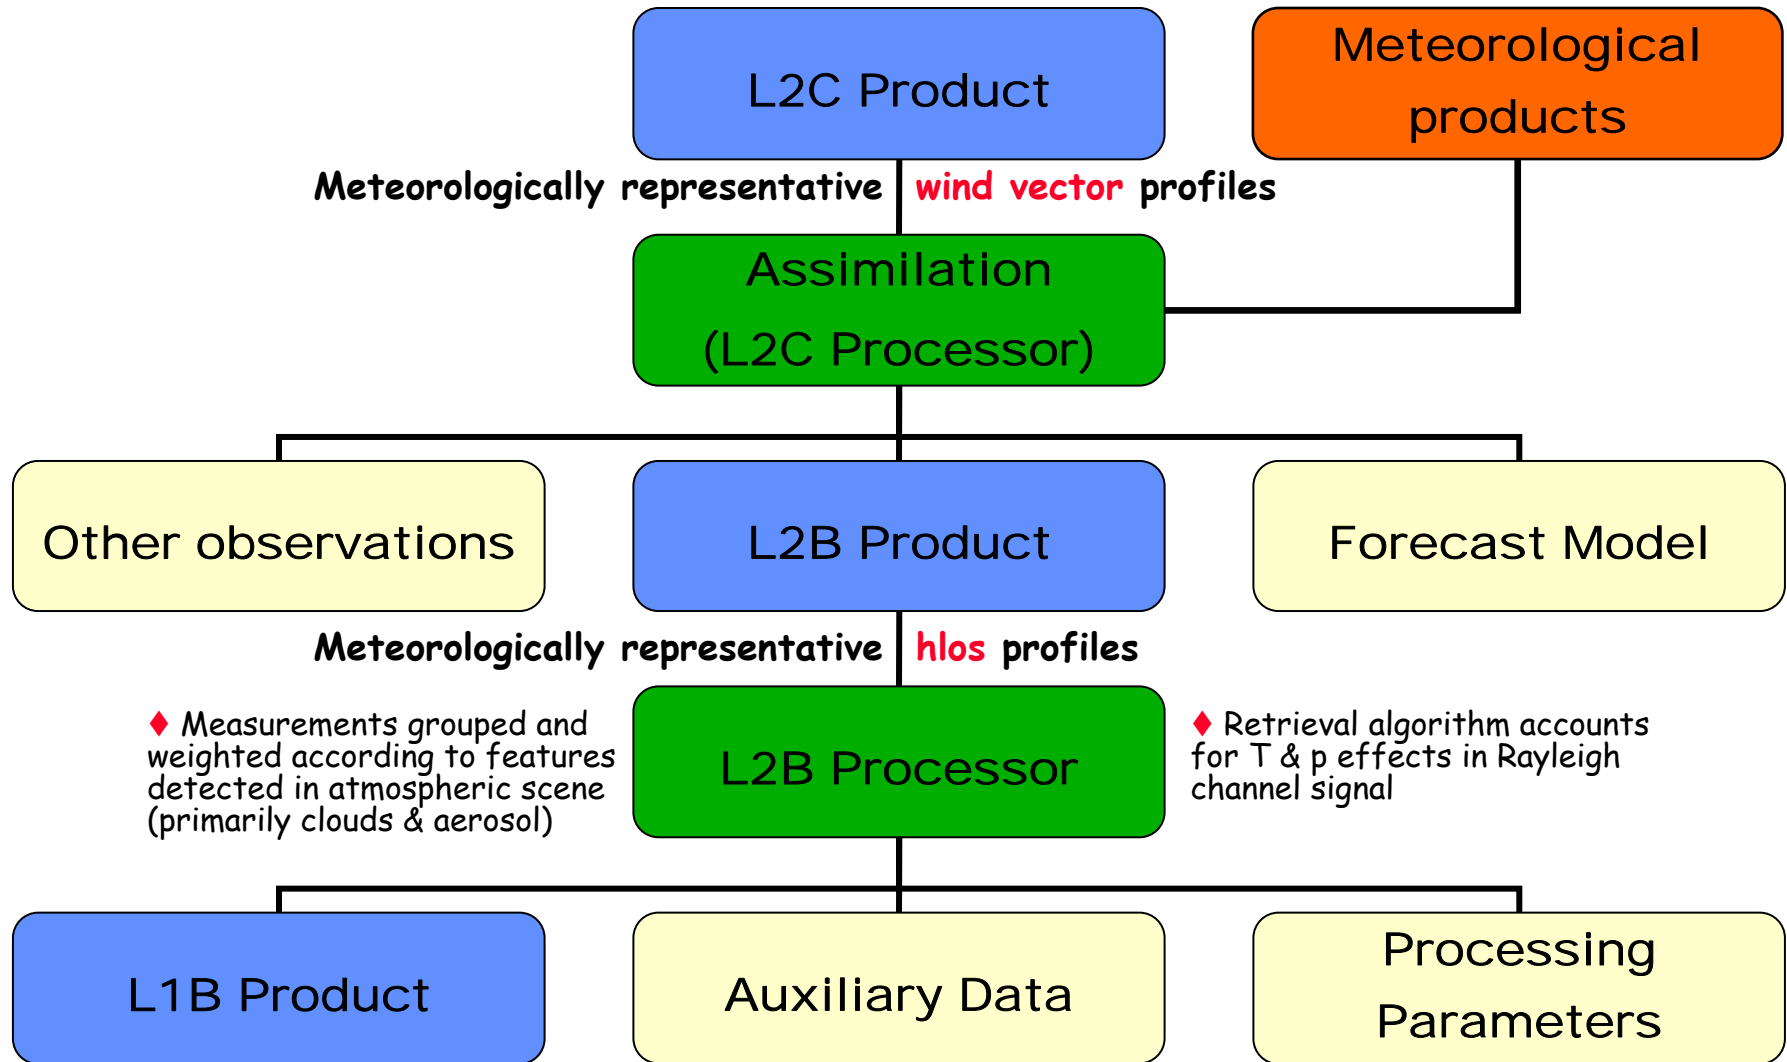 L2C Product
Meteorological
products
Meteorologically representative wind vector profiles
Assimilation
(L2C Processor)
Other observations
L2B Product
Forecast Model
Meteorologically representative hlos profiles
♦ Measurements grouped and
weighted according to features
detected in atmospheric scene
(primarily clouds & aerosol)
L2B Processor
♦ Retrieval algorithm accounts
for T & p effects in Rayleigh
channel signal
L1B Product
Auxiliary Data
Processing
Parameters